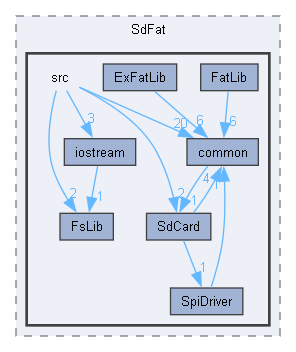 SdFat
src
ExFatLib
FatLib
3
20
6
6
iostream
common
2
1
2
4
1
1
FsLib
SdCard
1
SpiDriver